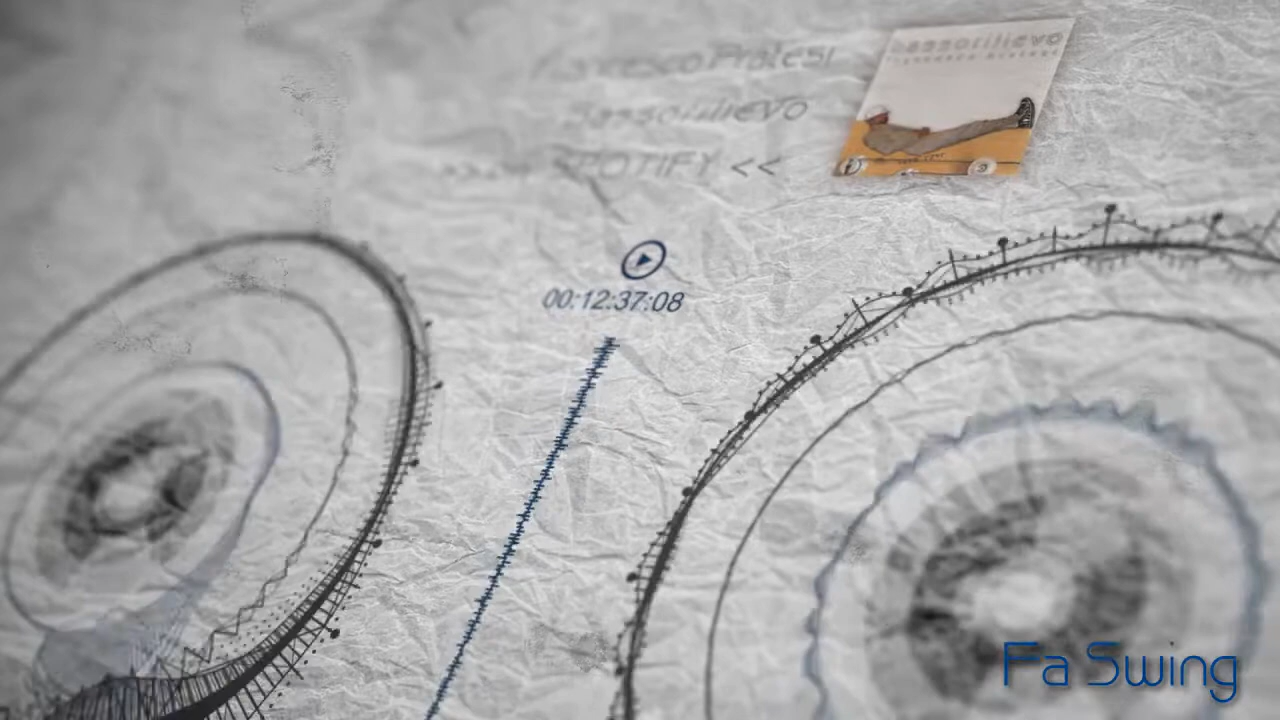 Francesco Pratesi
Bassorilievo
SPOTIFY <<
Bassorilievo
00:12:37:08
Fa Swing